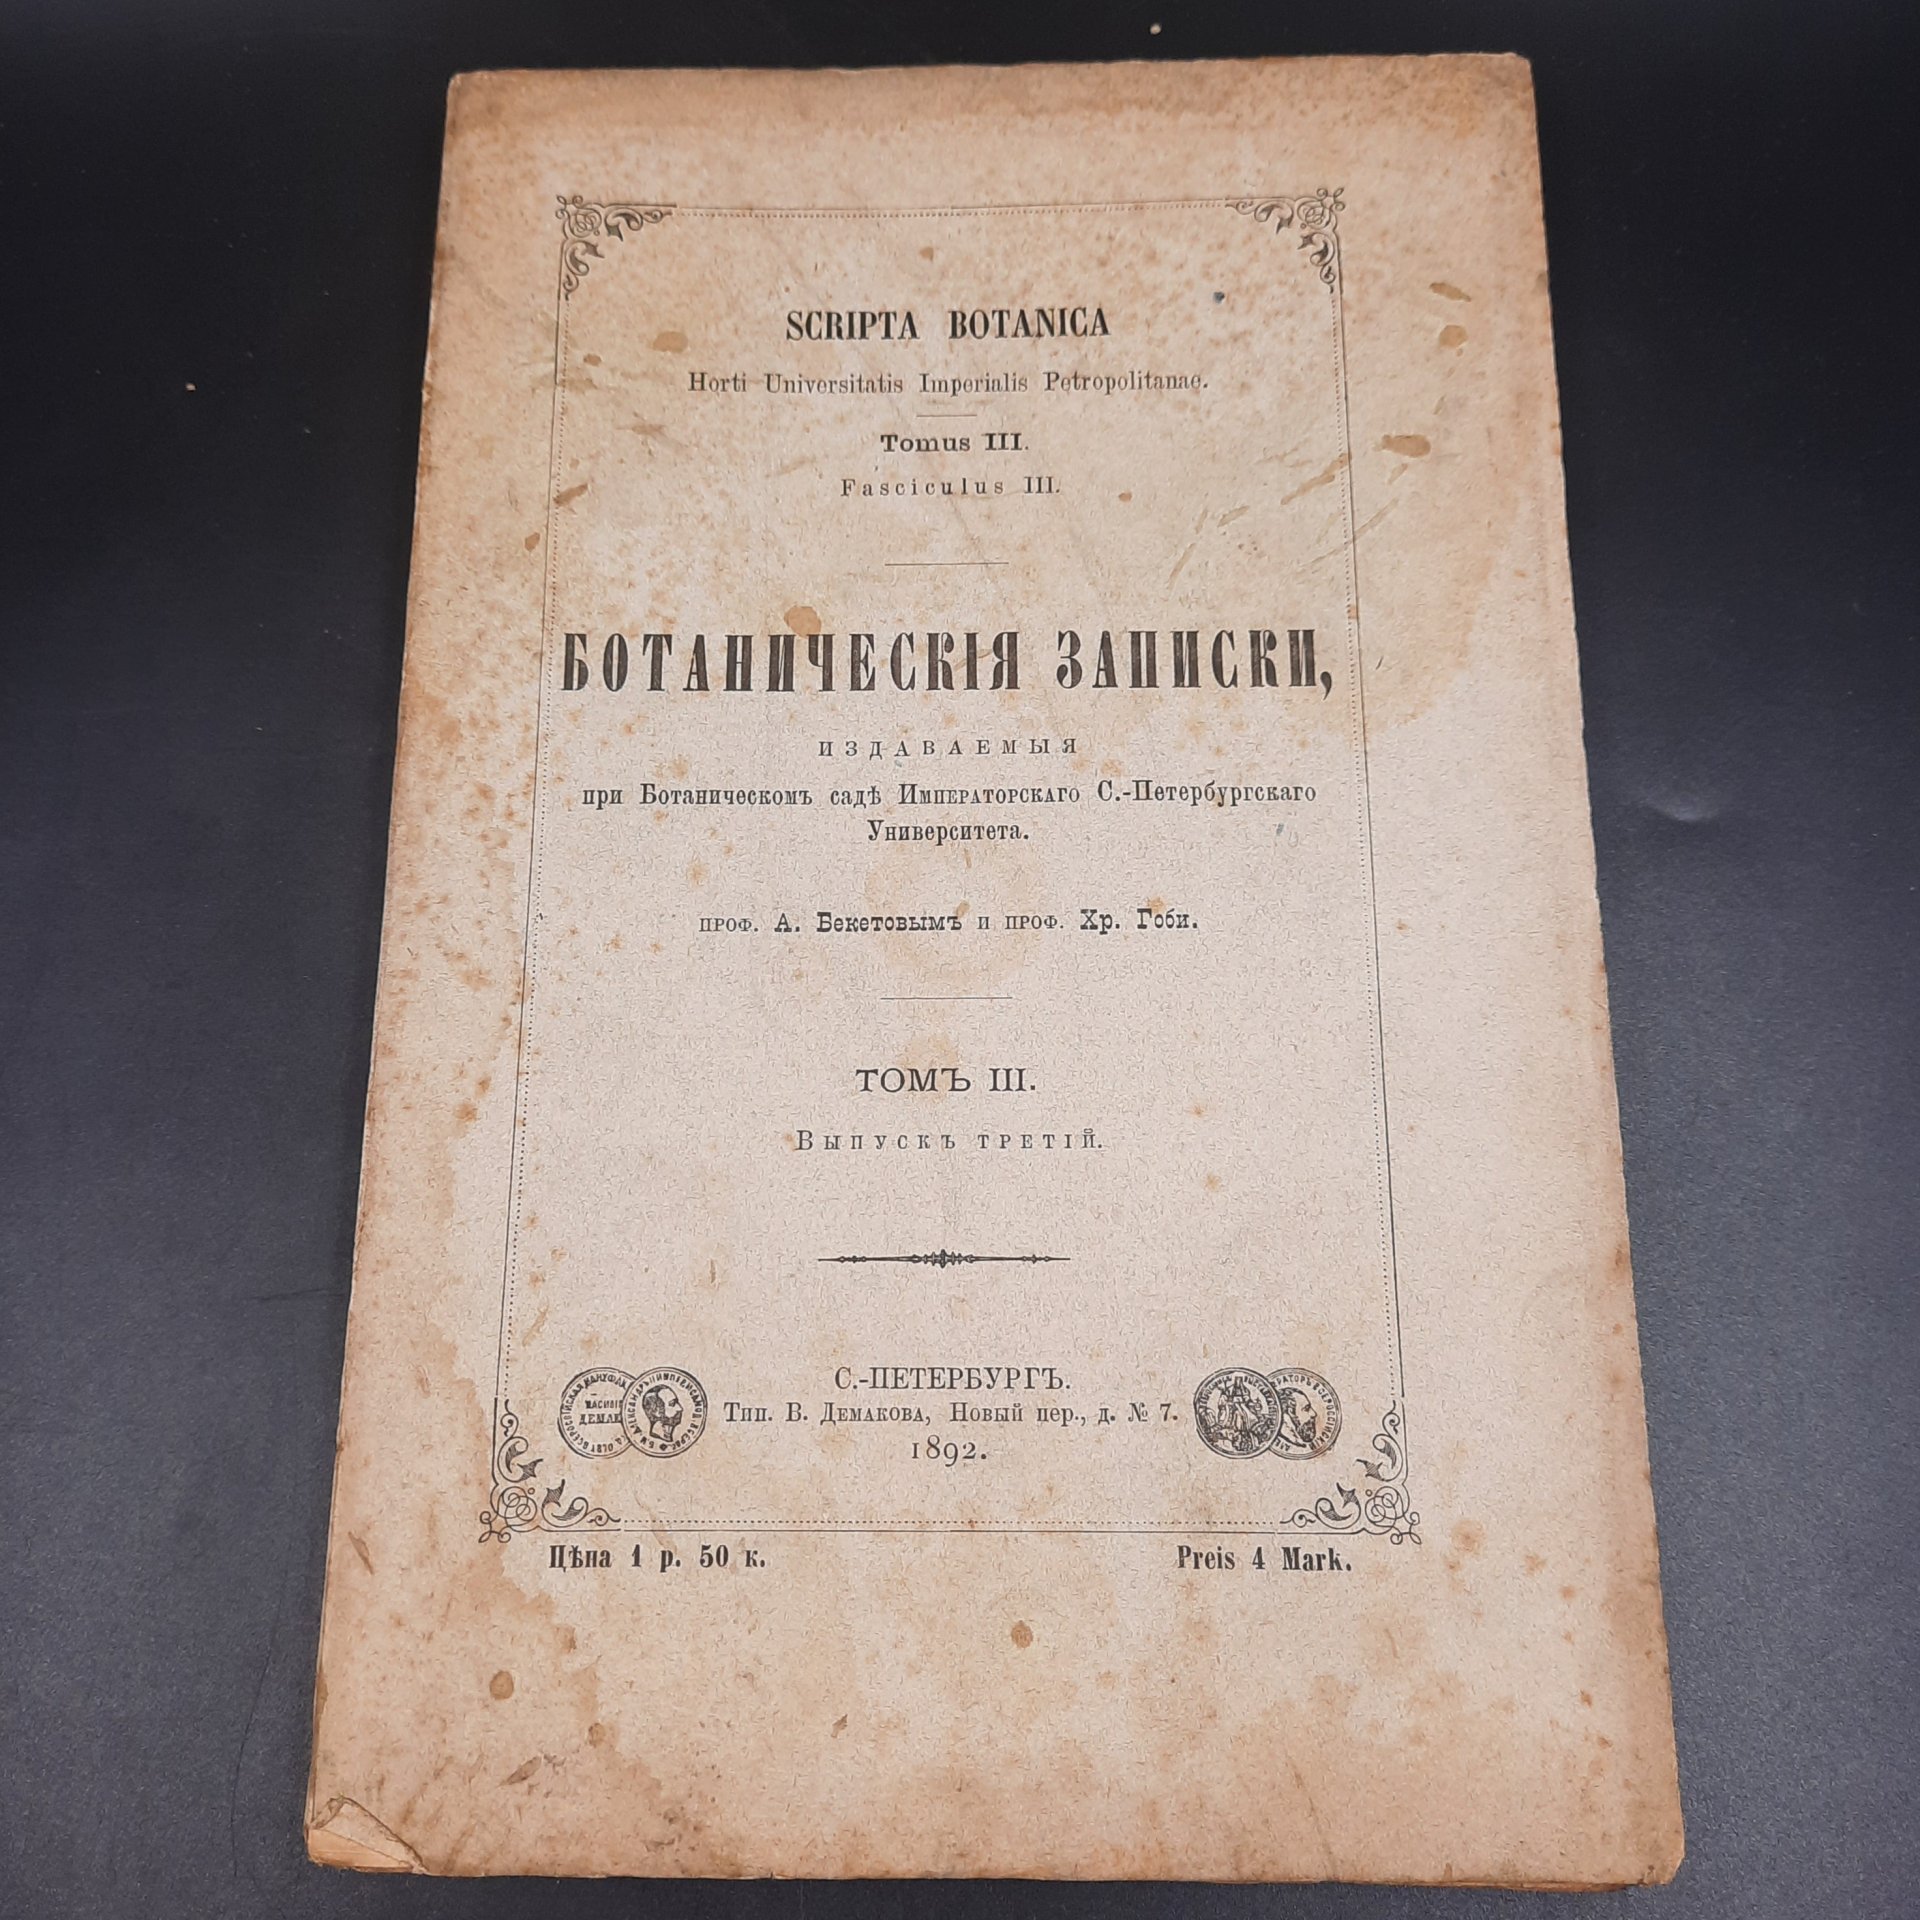 SCRIPTA BOTANICA
Horti Universitatis Imperialis Petropolitanae.
Tomus III.
Fasciculus III.
БОТАНИЧЕСКІЯ ЗАПИСКИ,
ИЗДАВАЕМЫЯ
при Ботаническомъ садѣ Императорскаго С.-Петербургскаго
Университета.
проф. А. Бекетовымъ и проф. Хр. Гоби.
ТОМЪ III.
Выпускъ третій.
С.-ПЕТЕРБУРГЪ.
Тип. В. Демакова, Новый пер., д. № 7.
1892.
Цѣна 1 р. 50 к.
Preis 4 Mark.